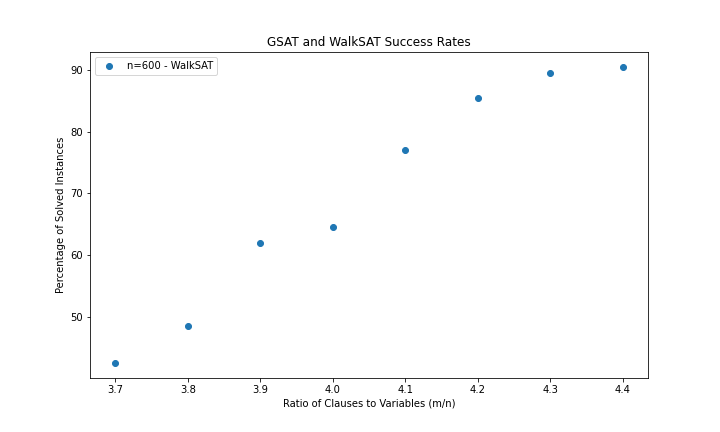 GSAT and WalkSAT Success Rates
n=600 - WalkSAT
Percentage of Solved Instances
90
80
70
60
50
3.7 3.8 3.9 4.0 4.1 4.2 4.3 4.4
Ratio of Clauses to Variables (m/n)